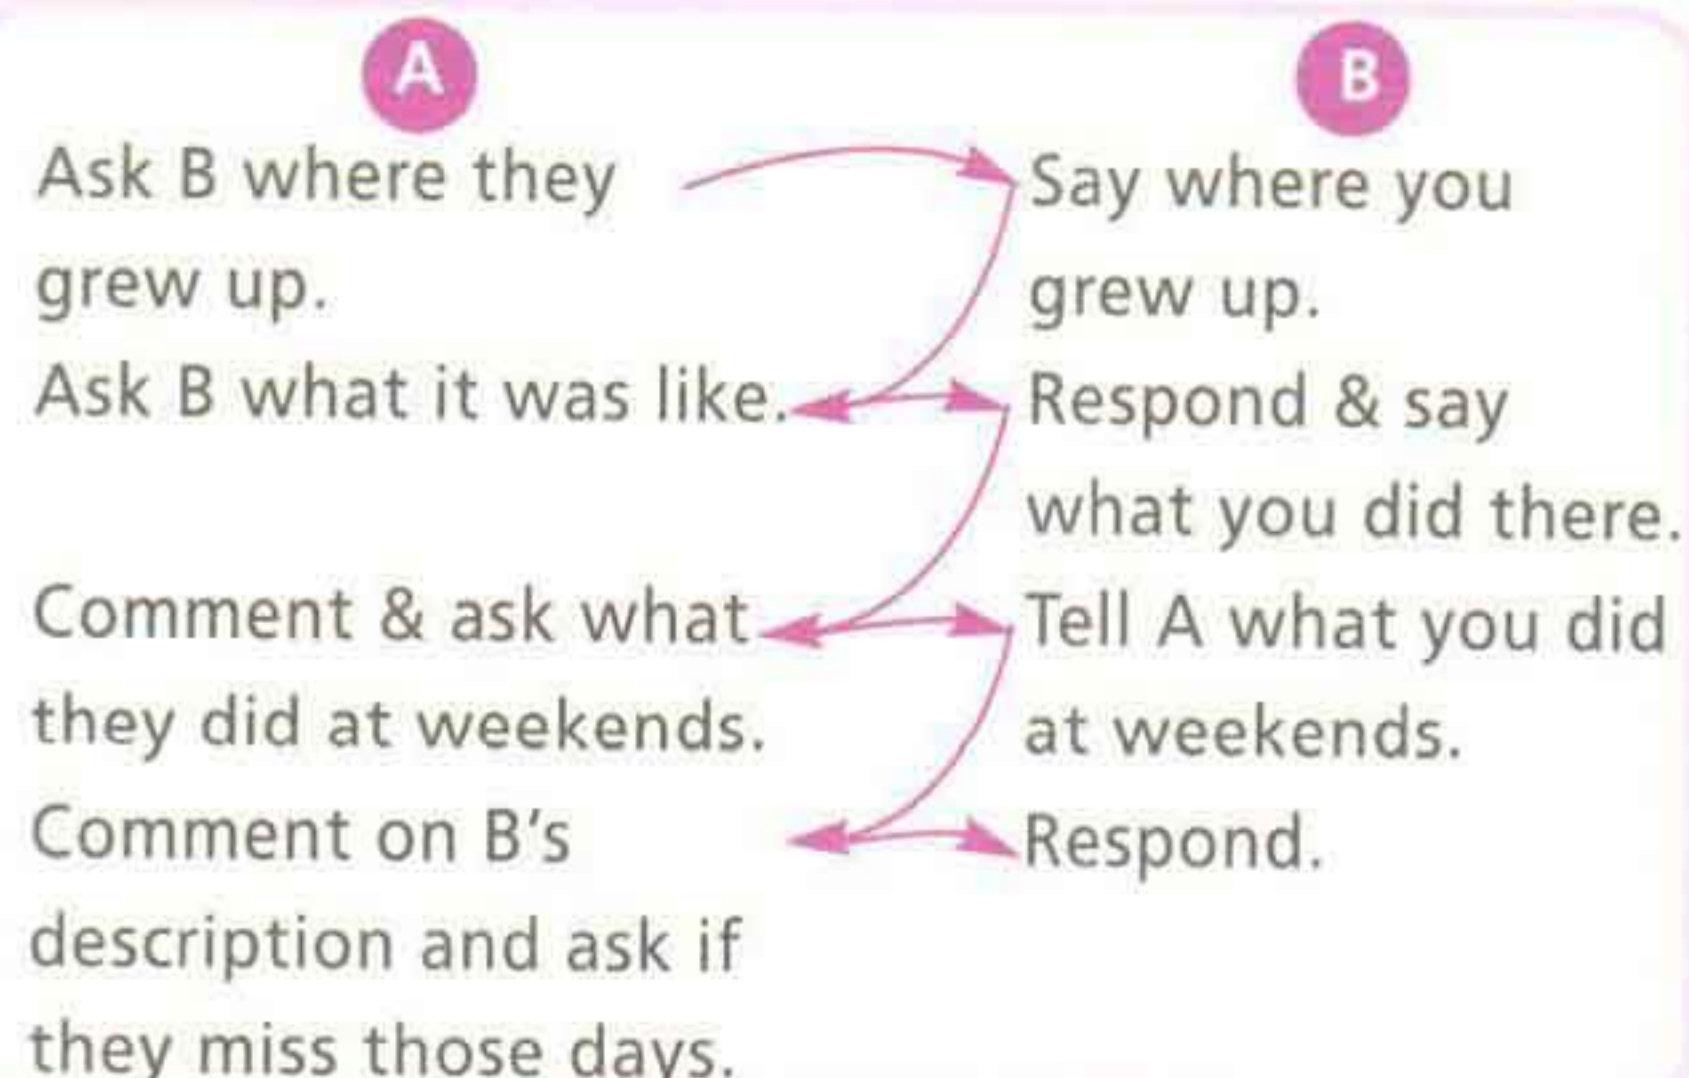 A
Ask B where they
grew up.
Ask B what it was like.
Comment & ask what
they did at weekends.
Comment on B's
description and ask if
they miss those days.
B
Say where you
grew up.
Respond & say
what you did there.
Tell A what you did
at weekends.
Respond.